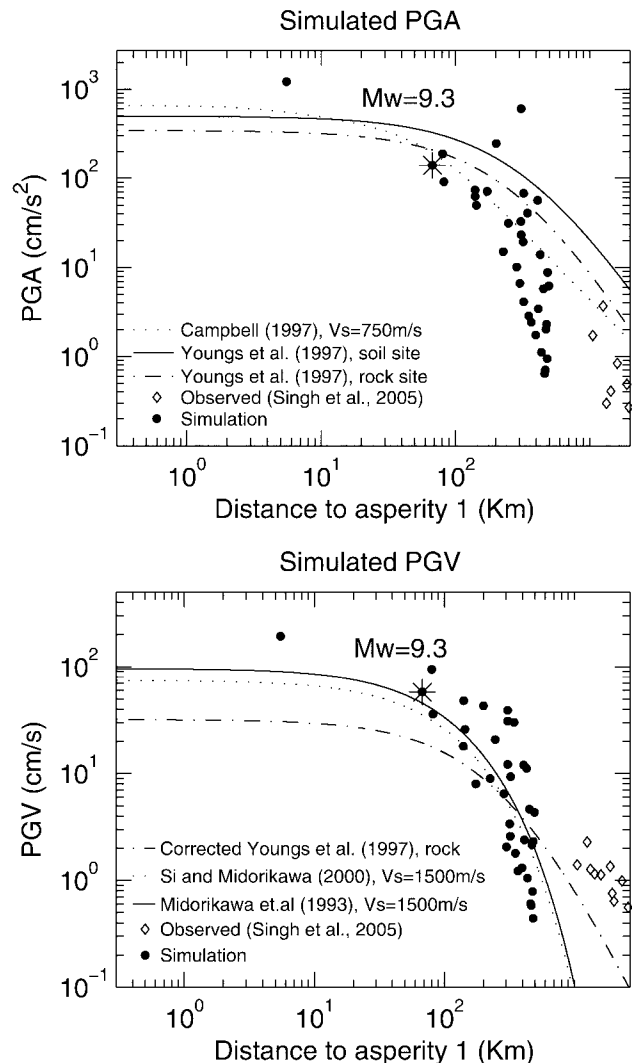 Simulated PGA
10³
Mw=9.3
10²
PGA (cm/s²)
10¹
Campbell (1997), Vs=750m/s
10⁰
Youngs et al. (1997), soil site
Youngs et al. (1997), rock site
Observed (Singh et al., 2005)
Simulation
10⁻¹
10⁰ 10¹ 10² 10³
Distance to asperity 1 (Km)
Simulated PGV
Mw=9.3
10²
PGV (cm/s)
10¹
Corrected Youngs et al. (1997), rock
10⁰
Si and Midorikawa (2000), Vs=1500m/s
Midorikawa et.al (1993), Vs=1500m/s
Observed (Singh et al., 2005)
Simulation
10⁻¹
10⁰ 10¹ 10² 10³
Distance to asperity 1 (Km)